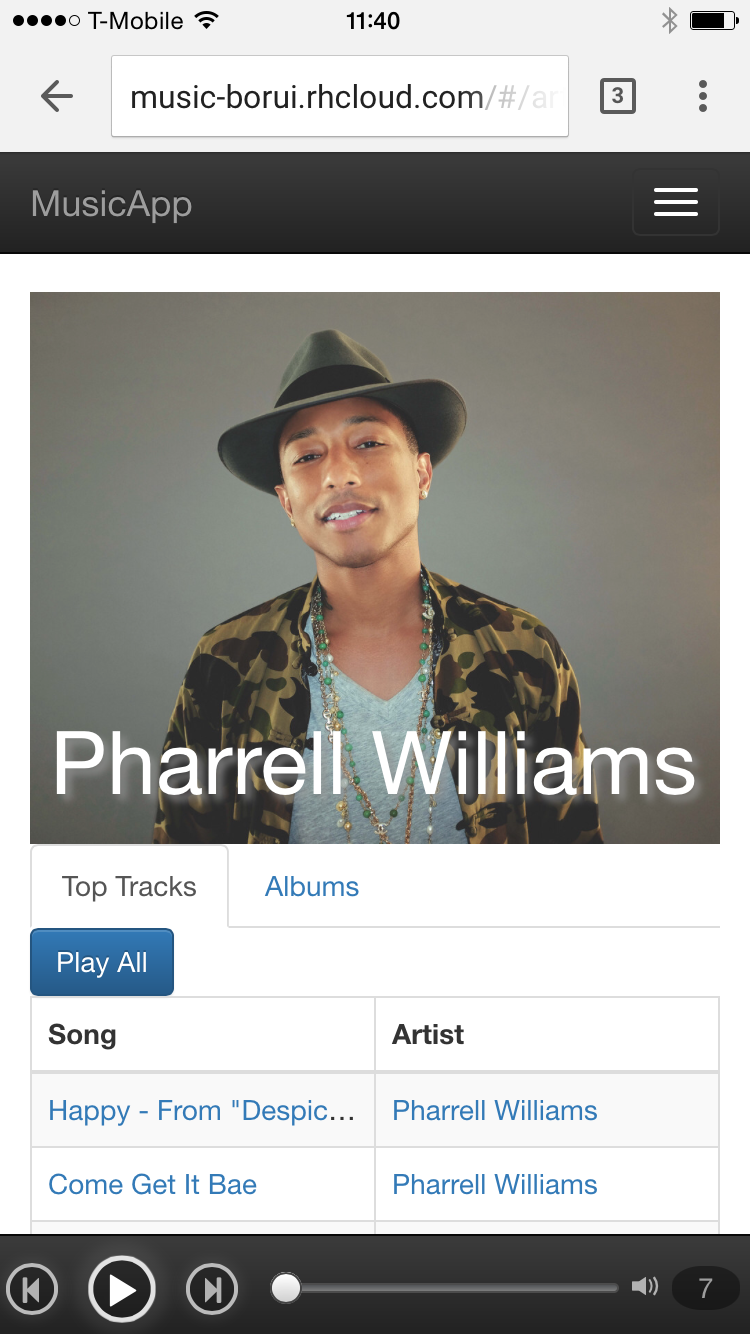 T-Mobile 11:40
music-borui.rhcloud.com/#/ar
3
MusicApp
Pharrell Williams
Top Tracks Albums
Play All
Song Artist
Happy - From "Despic... Pharrell Williams
Come Get It Bae Pharrell Williams
7